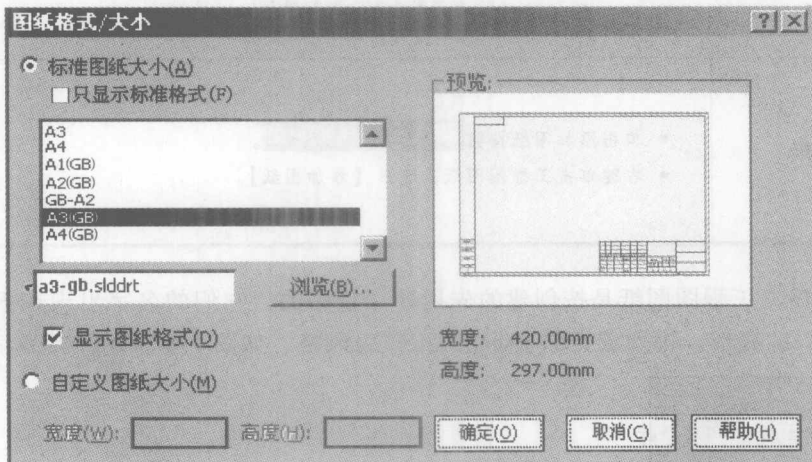 图纸格式/大小
标准图纸大小(A)
只显示标准格式(F)
A3
A4
A1(GB)
A2(GB)
GB-A2
A3(GB)
A4(GB)
a3-gb.slddrt
浏览(B)...
显示图纸格式(D)
自定义图纸大小(M)
宽度(W):
高度(H):
预览:
宽度: 420.00mm
高度: 297.00mm
确定(O)
取消(C)
帮助(H)